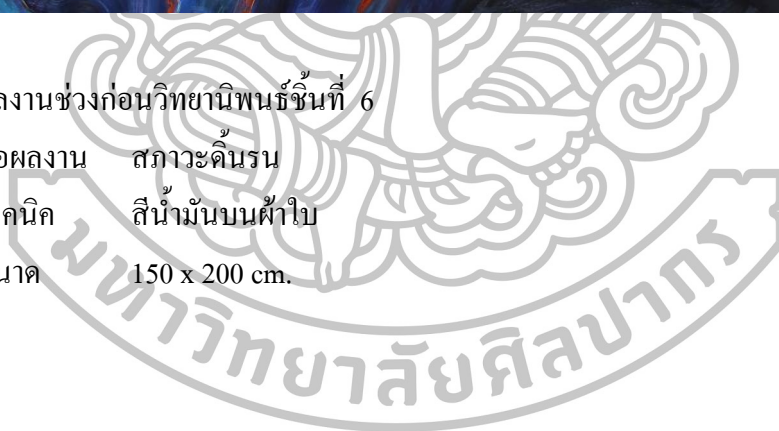 ลงานช่วงก่อนวิทยานิพนธ์ชิ้นที่ 6
อผลงาน สภาวะดิ้นรน
คนิค สีน้ำมันบนผ้าใบ
นาด 150 x 200 cm.
มหาวิทยาลัยศิลปากร